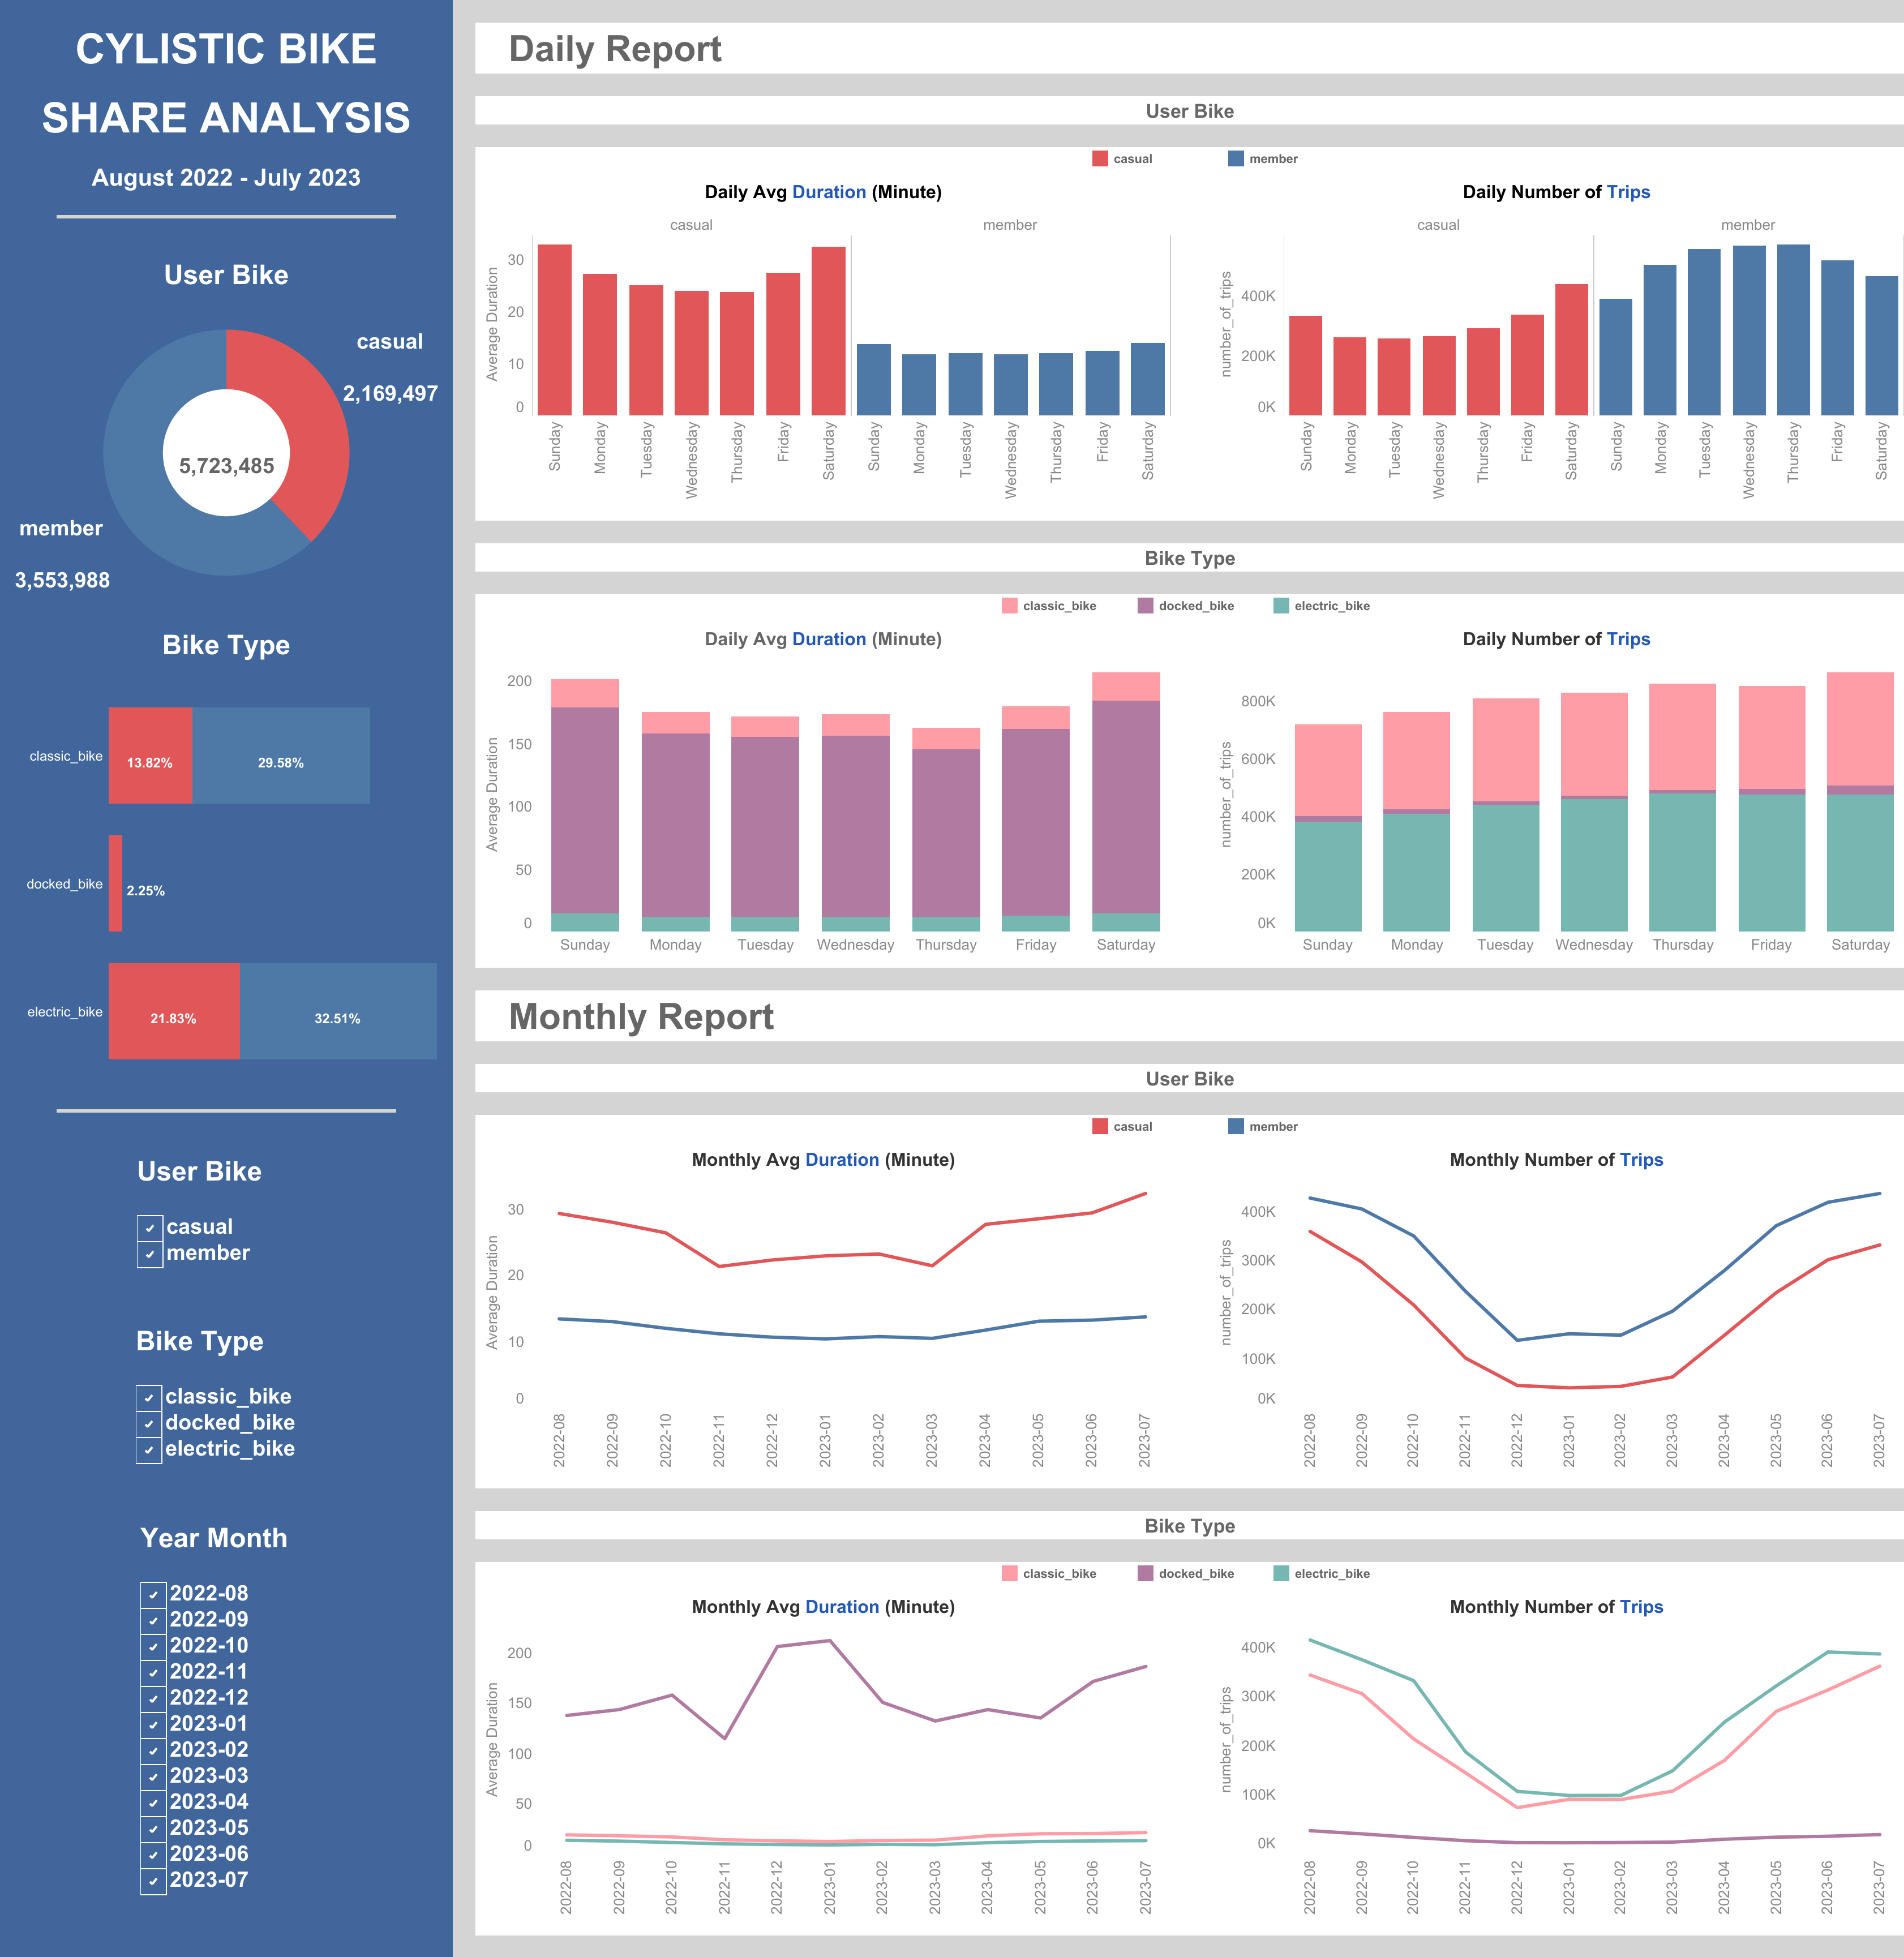 CYLISTIC BIKE
SHARE ANALYSIS
August 2022 - July 2023
User Bike
casual
2,169,497
5,723,485
member
3,553,988
Bike Type
classic_bike
13.82%
29.58%
docked_bike
2.25%
electric_bike
21.83%
32.51%
User Bike
casual
member
Bike Type
classic_bike
docked_bike
electric_bike
Year Month
2022-08
2022-09
2022-10
2022-11
2022-12
2023-01
2023-02
2023-03
2023-04
2023-05
2023-06
2023-07
Daily Report
User Bike
casual member
Daily Avg Duration (Minute)
casual member
Average Duration
30
20
10
0
Sunday
Monday
Tuesday
Wednesday
Thursday
Friday
Saturday
Sunday
Monday
Tuesday
Wednesday
Thursday
Friday
Saturday
Daily Number of Trips
casual member
number_of_trips
400K
200K
0K
Sunday
Monday
Tuesday
Wednesday
Thursday
Friday
Saturday
Sunday
Monday
Tuesday
Wednesday
Thursday
Friday
Saturday
Bike Type
classic_bike docked_bike electric_bike
Daily Avg Duration (Minute)
Average Duration
200
150
100
50
0
Sunday Monday Tuesday Wednesday Thursday Friday Saturday
Daily Number of Trips
number_of_trips
800K
600K
400K
200K
0K
Sunday Monday Tuesday Wednesday Thursday Friday Saturday
Monthly Report
User Bike
casual member
Monthly Avg Duration (Minute)
Average Duration
30
20
10
0
2022-08
2022-09
2022-10
2022-11
2022-12
2023-01
2023-02
2023-03
2023-04
2023-05
2023-06
2023-07
Monthly Number of Trips
number_of_trips
400K
300K
200K
100K
0K
2022-08
2022-09
2022-10
2022-11
2022-12
2023-01
2023-02
2023-03
2023-04
2023-05
2023-06
2023-07
Bike Type
classic_bike docked_bike electric_bike
Monthly Avg Duration (Minute)
Average Duration
200
150
100
50
0
2022-08
2022-09
2022-10
2022-11
2022-12
2023-01
2023-02
2023-03
2023-04
2023-05
2023-06
2023-07
Monthly Number of Trips
number_of_trips
400K
300K
200K
100K
0K
2022-08
2022-09
2022-10
2022-11
2022-12
2023-01
2023-02
2023-03
2023-04
2023-05
2023-06
2023-07